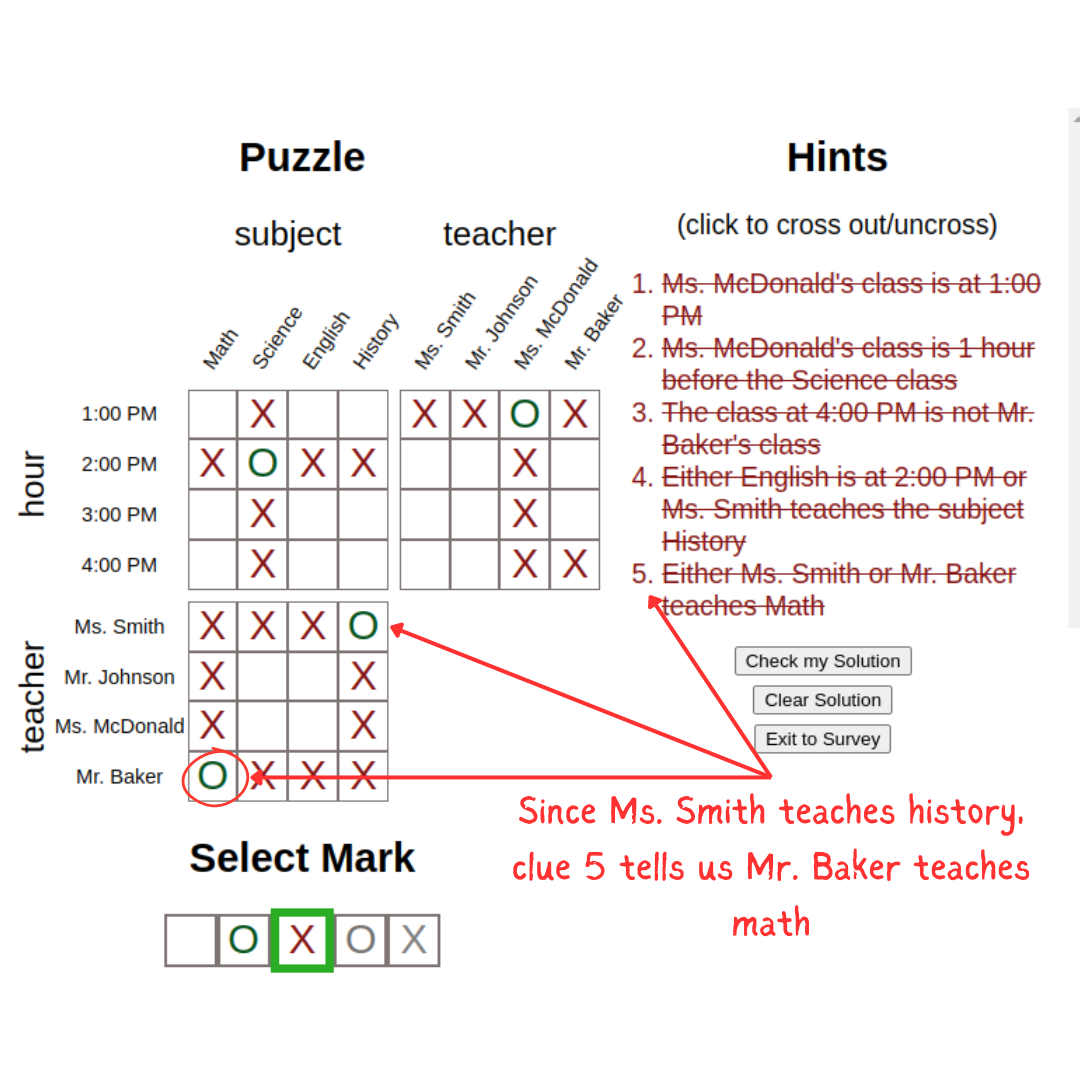 Puzzle
Hints
subject
teacher
(click to cross out/uncross)
Math
Science
English
History
Ms. Smith
Mr. Johnson
Ms. McDonald
Mr. Baker
1. Ms. McDonald's class is at 1:00
PM
2. Ms. McDonald's class is 1 hour
before the Science class
3. The class at 4:00 PM is not Mr.
Baker's class
4. Either English is at 2:00 PM or
Ms. Smith teaches the subject
History
5. Either Ms. Smith or Mr. Baker
teaches Math
hour
1:00 PM X X X O X
2:00 PM X O X X X
3:00 PM X X
4:00 PM X X X
teacher
Ms. Smith X X X O
Mr. Johnson X X
Ms. McDonald X X
Mr. Baker O X X X
Check my Solution
Clear Solution
Exit to Survey
Since Ms. Smith teaches history,
clue 5 tells us Mr. Baker teaches
math
Select Mark
O X O X